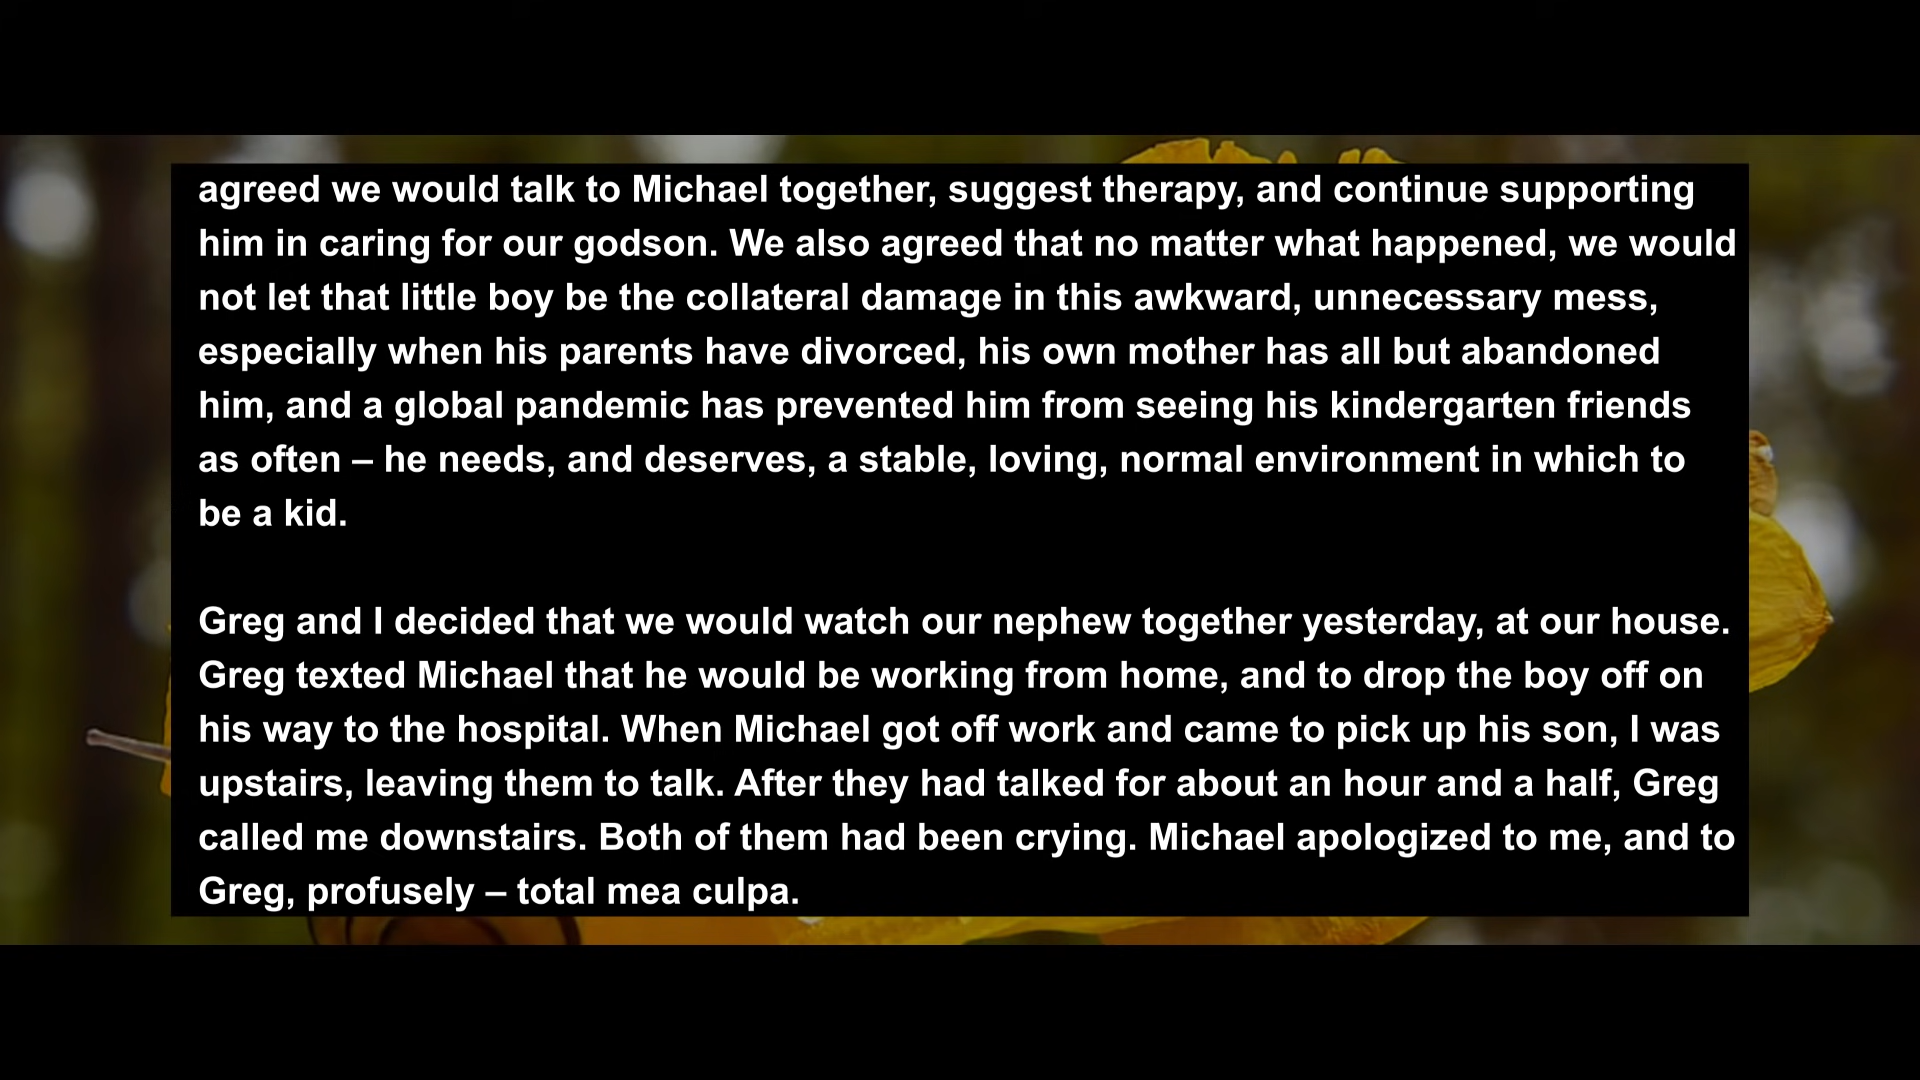 agreed we would talk to Michael together, suggest therapy, and continue supporting
him in caring for our godson. We also agreed that no matter what happened, we would
not let that little boy be the collateral damage in this awkward, unnecessary mess,
especially when his parents have divorced, his own mother has all but abandoned
him, and a global pandemic has prevented him from seeing his kindergarten friends
as often – he needs, and deserves, a stable, loving, normal environment in which to
be a kid.
Greg and I decided that we would watch our nephew together yesterday, at our house.
Greg texted Michael that he would be working from home, and to drop the boy off on
his way to the hospital. When Michael got off work and came to pick up his son, I was
upstairs, leaving them to talk. After they had talked for about an hour and a half, Greg
called me downstairs. Both of them had been crying. Michael apologized to me, and to
Greg, profusely – total mea culpa.